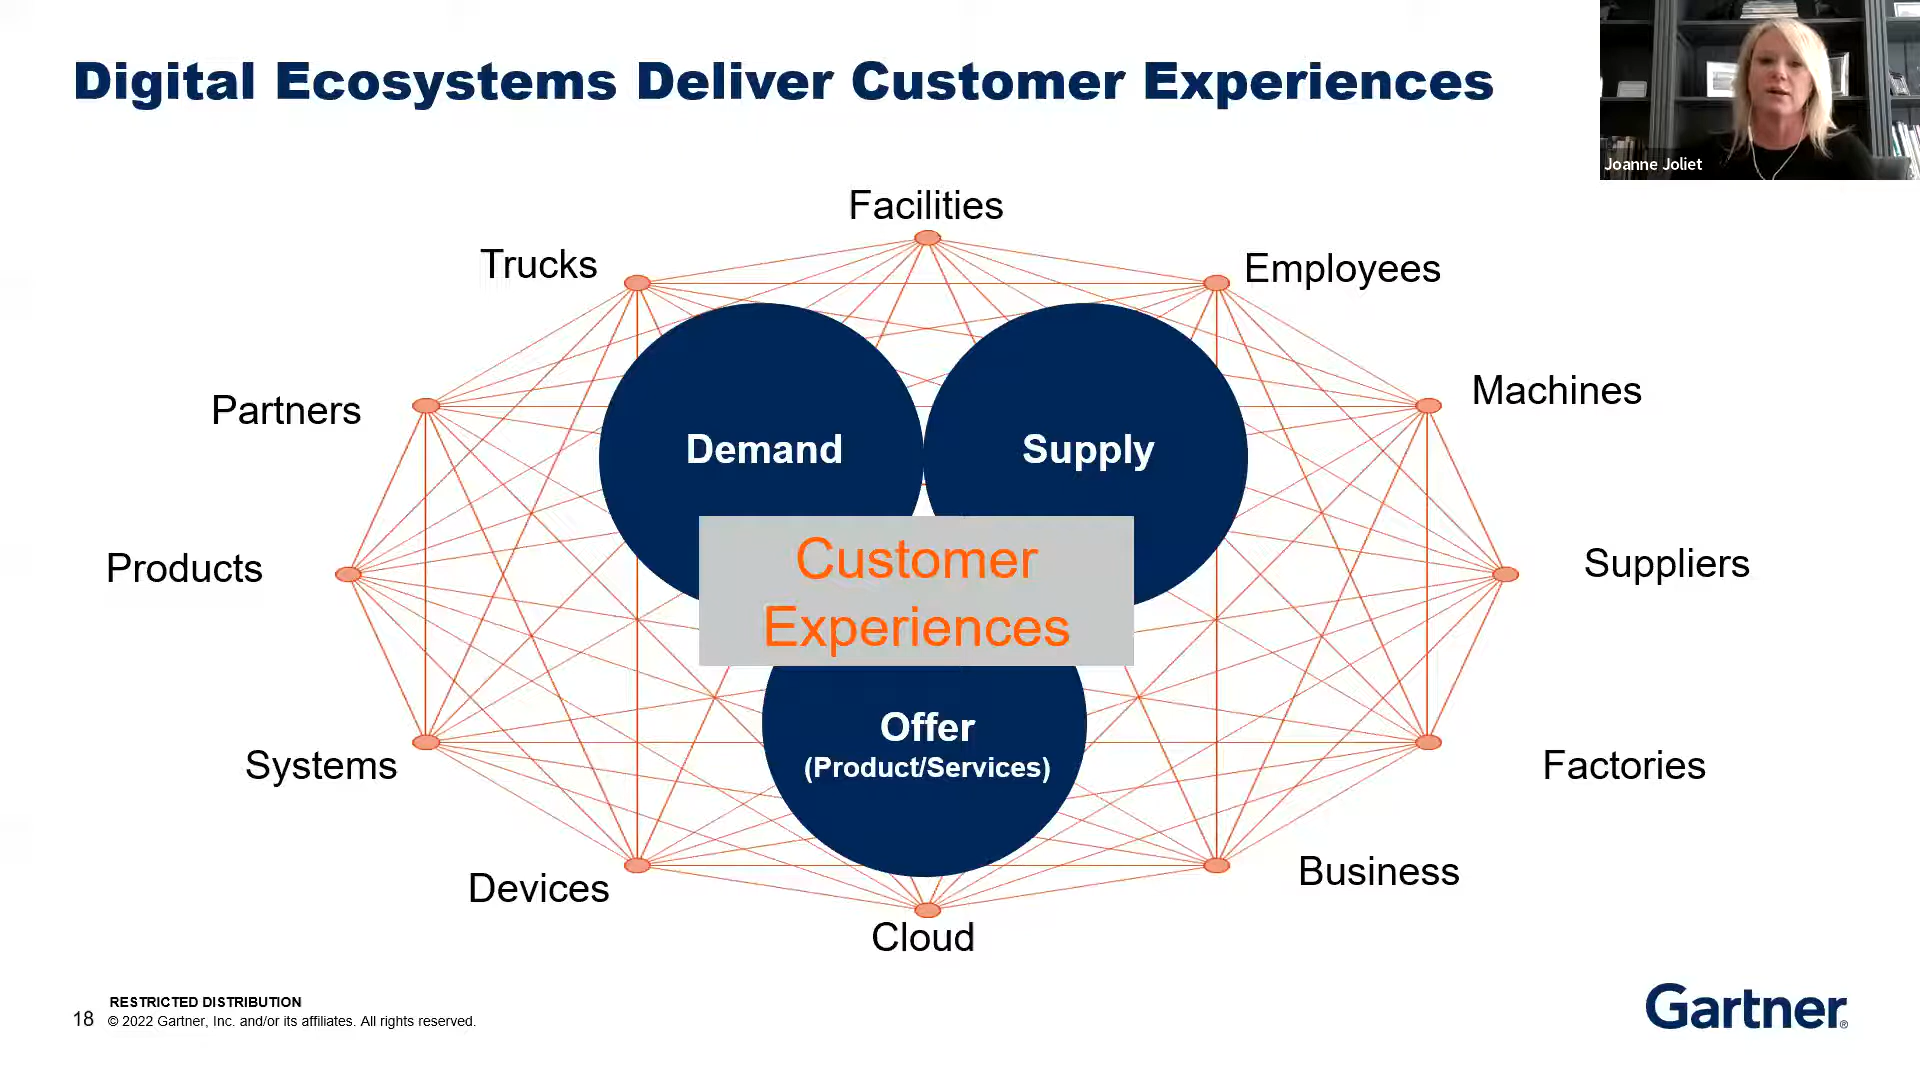 Digital Ecosystems Deliver Customer Experiences
Joanne Joliet
Facilities
Trucks
Employees
Partners
Machines
Demand
Supply
Products
Customer
Experiences
Suppliers
Systems
Offer
(Product/Services)
Factories
Devices
Business
Cloud
RESTRICTED DISTRIBUTION
18 © 2022 Gartner, Inc. and/or its affiliates. All rights reserved.
Gartner®